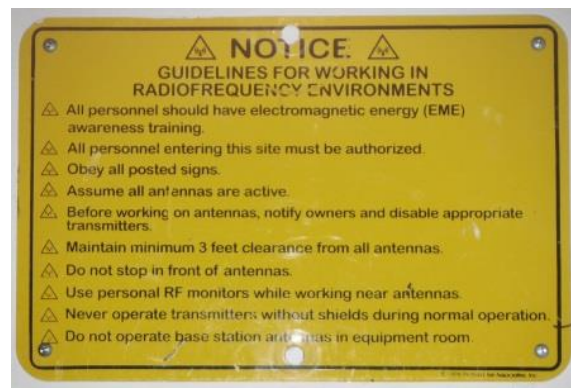 NOTICE
GUIDELINES FOR WORKING IN
RADIOFREQUENCY ENVIRONMENTS
All personnel should have electromagnetic energy (EME)
awareness training.
All personnel entering this site must be authorized.
Obey all posted signs.
Assume all antennas are active.
Before working on antennas, notify owners and disable appropriate
transmitters.
Maintain minimum 3 feet clearance from all antennas.
Do not stop in front of antennas.
Use personal RF monitors while working near antennas.
Never operate transmitters without shields during normal operation.
Do not operate base station antennas in equipment room.